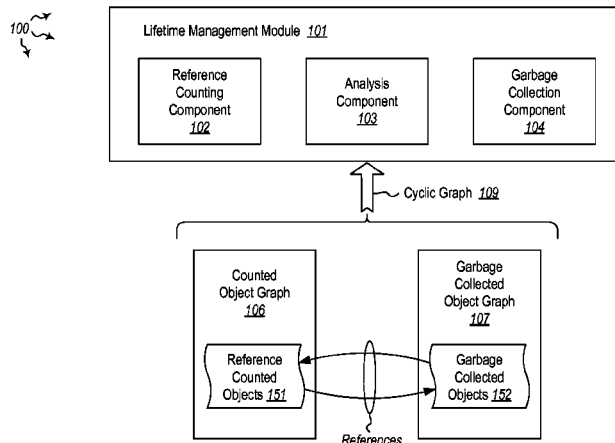 100
Lifetime Management Module 101
Reference
Counting
Component
102
Analysis
Component
103
Garbage
Collection
Component
104
Cyclic Graph 109
Counted
Object Graph
106
Garbage
Collected
Object Graph
107
Reference
Counted
Objects 151
Garbage
Collected
Objects 152
References